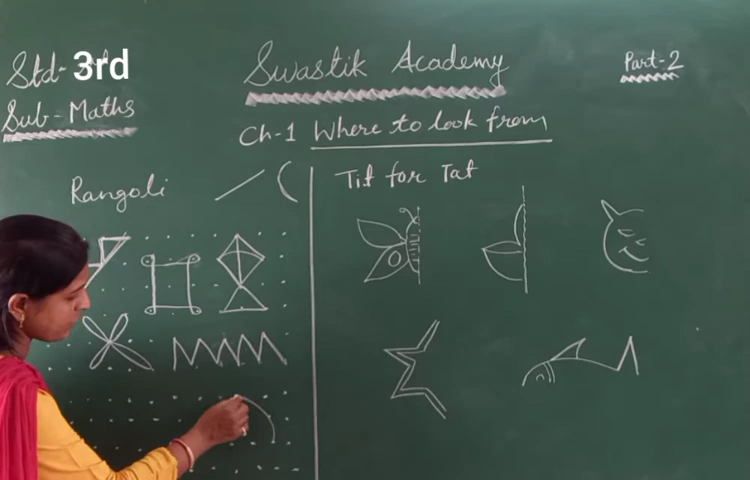 Std- 3rd
Sub- Maths
Swastik Academy
Part-2
Ch-1 Where to look from
Rangoli
Tit for Tat